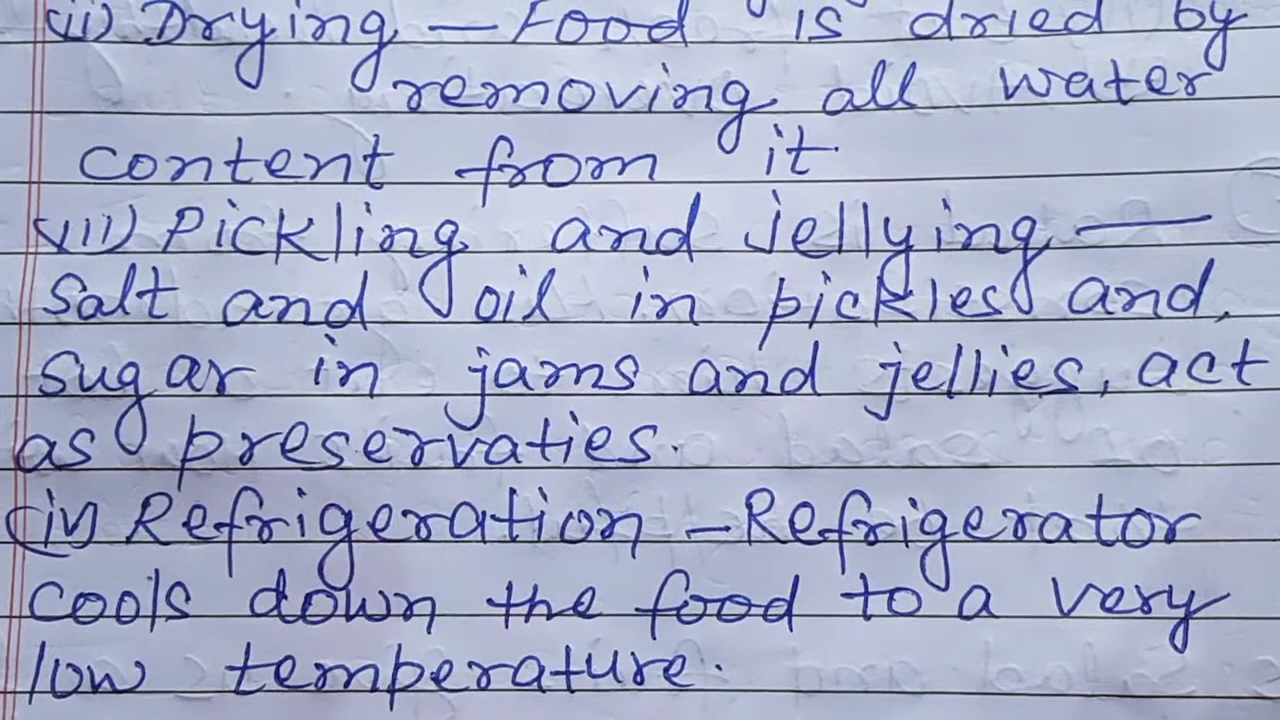 (ii) Drying — Food is dried by
removing all water
content from it.
(VII) Pickling and jellying —
Salt and oil in pickles and,
sugar in jams and jellies, act
as preservaties.
(iv) Refrigeration - Refrigerator
cools down the food to a very
low temperature.